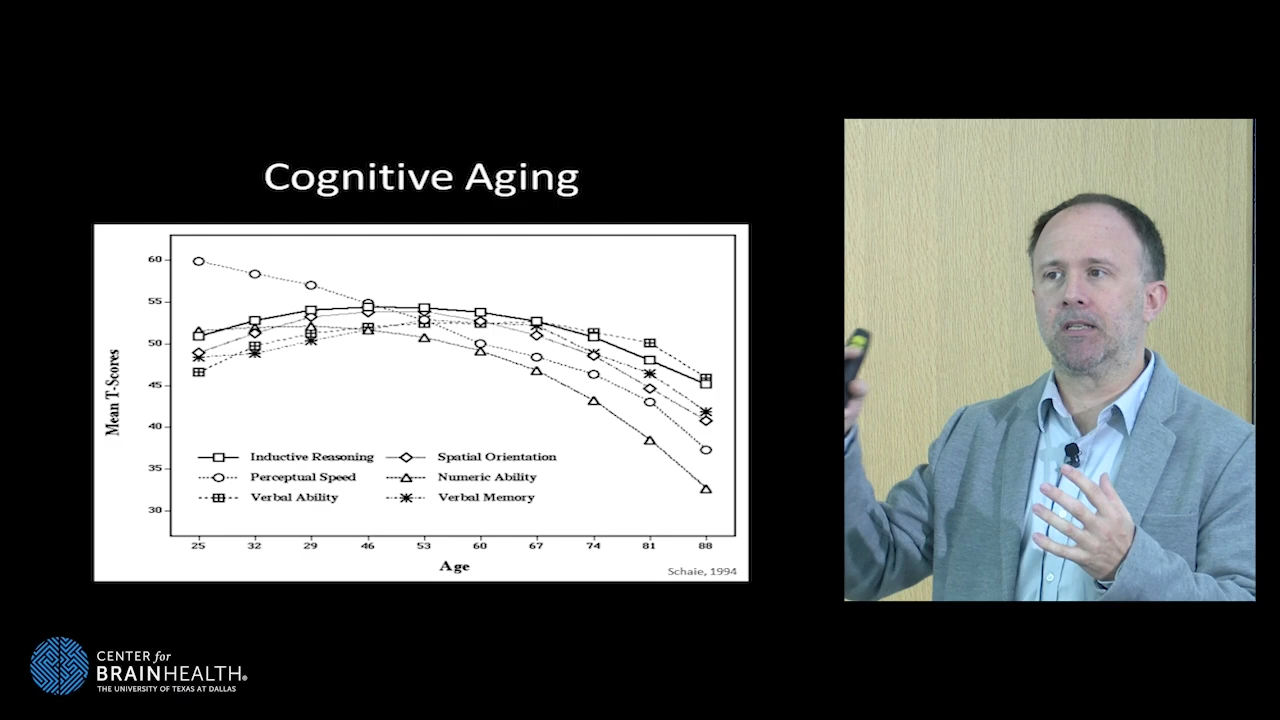 Cognitive Aging
60
55
50
45
40
35
30
Mean T-Scores
Inductive Reasoning
Spatial Orientation
Perceptual Speed
Numeric Ability
Verbal Ability
Verbal Memory
25 32 29 46 53 60 67 74 81 88
Age
Schaie, 1994
CENTER for
BRAINHEALTH®
THE UNIVERSITY OF TEXAS AT DALLAS